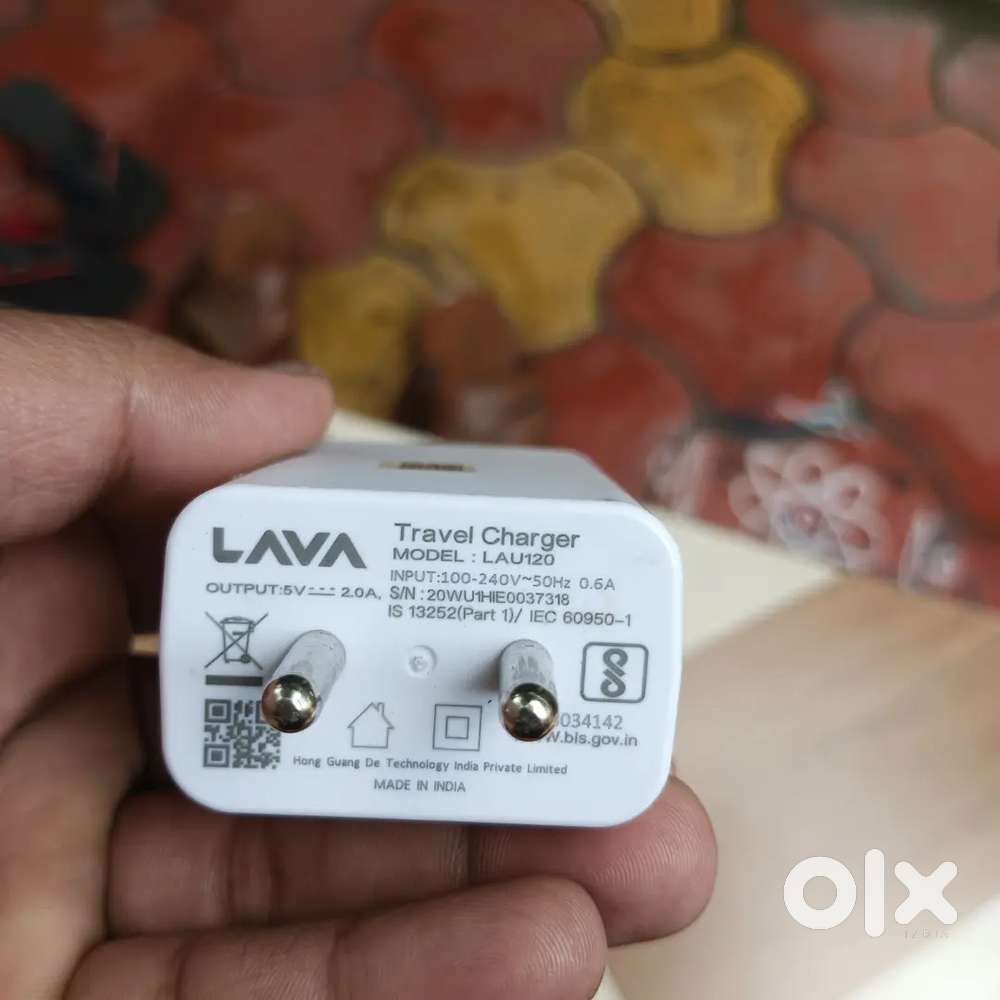 LAVA
Travel Charger
MODEL : LAU120
INPUT:100-240V~50Hz 0.6A
OUTPUT:5V⎓2.0A,
S/N : 20WU1HIE0037318
IS 13252(Part 1)/ IEC 60950-1
034142
.bis.gov.in
Hong Guang De Technology India Private Limited
MADE IN INDIA
olx
INDIA